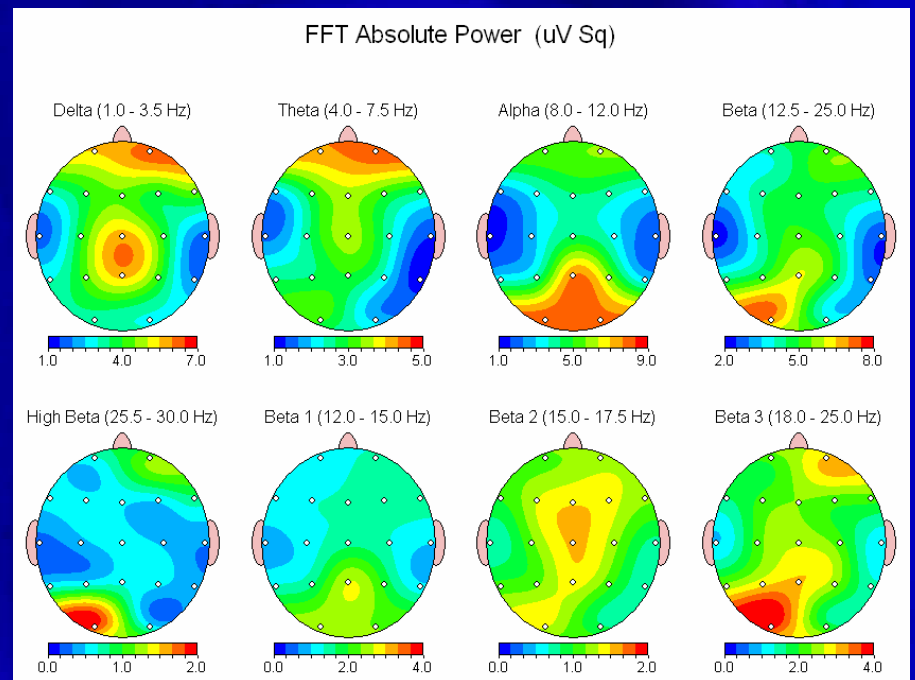 FFT Absolute Power (uV Sq)
Delta (1.0 - 3.5 Hz) Theta (4.0 - 7.5 Hz) Alpha (8.0 - 12.0 Hz) Beta (12.5 - 25.0 Hz)
1.0 4.0 7.0 1.0 3.0 5.0 1.0 5.0 9.0 2.0 5.0 8.0
High Beta (25.5 - 30.0 Hz) Beta 1 (12.0 - 15.0 Hz) Beta 2 (15.0 - 17.5 Hz) Beta 3 (18.0 - 25.0 Hz)
0.0 1.0 2.0 0.0 2.0 4.0 0.0 1.0 2.0 0.0 2.0 4.0